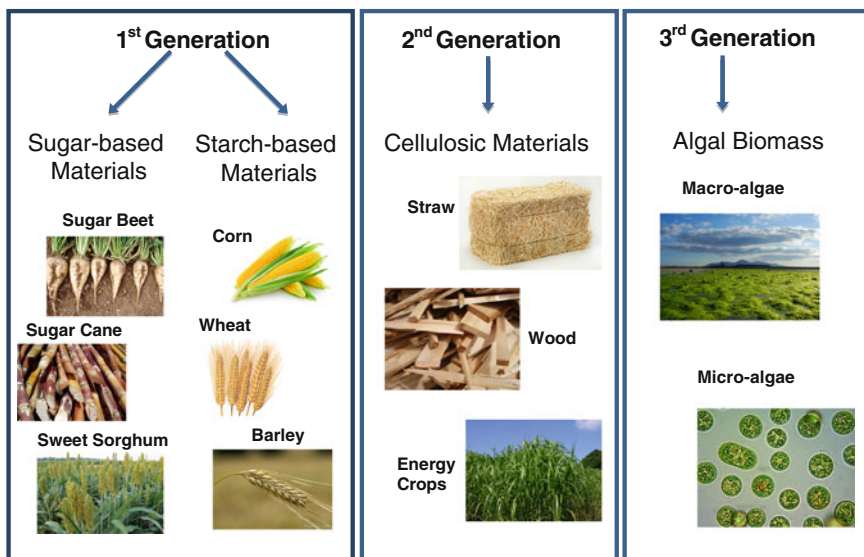 1st Generation
Sugar-based
Materials
Starch-based
Materials
Sugar Beet
Sugar Cane
Sweet Sorghum
Corn
Wheat
Barley
2nd Generation
Cellulosic Materials
Straw
Wood
Energy
Crops
3rd Generation
Algal Biomass
Macro-algae
Micro-algae